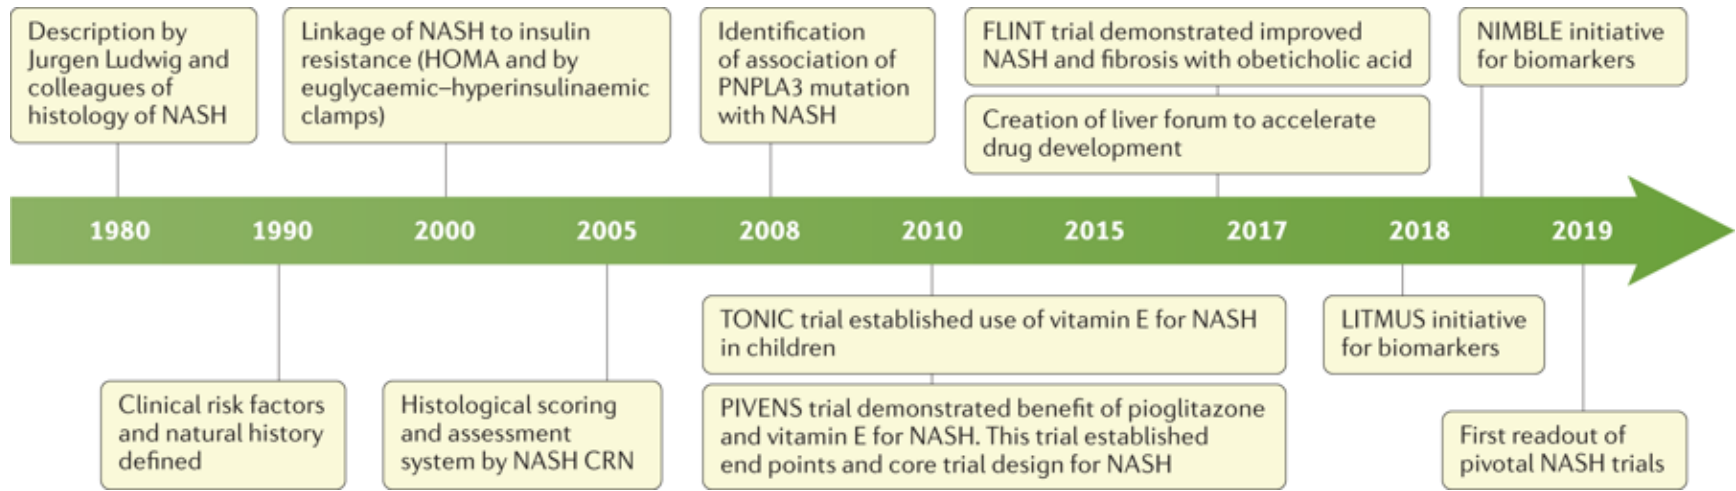 Description by
Jurgen Ludwig and
colleagues of
histology of NASH
Linkage of NASH to insulin
resistance (HOMA and by
euglycaemic–hyperinsulinaemic
clamps)
Identification
of association of
PNPLA3 mutation
with NASH
FLINT trial demonstrated improved
NASH and fibrosis with obeticholic acid
Creation of liver forum to accelerate
drug development
NIMBLE initiative
for biomarkers
1980 1990 2000 2005 2008 2010 2015 2017 2018 2019
Clinical risk factors
and natural history
defined
Histological scoring
and assessment
system by NASH CRN
TONIC trial established use of vitamin E for NASH
in children
PIVENS trial demonstrated benefit of pioglitazone
and vitamin E for NASH. This trial established
end points and core trial design for NASH
LITMUS initiative
for biomarkers
First readout of
pivotal NASH trials